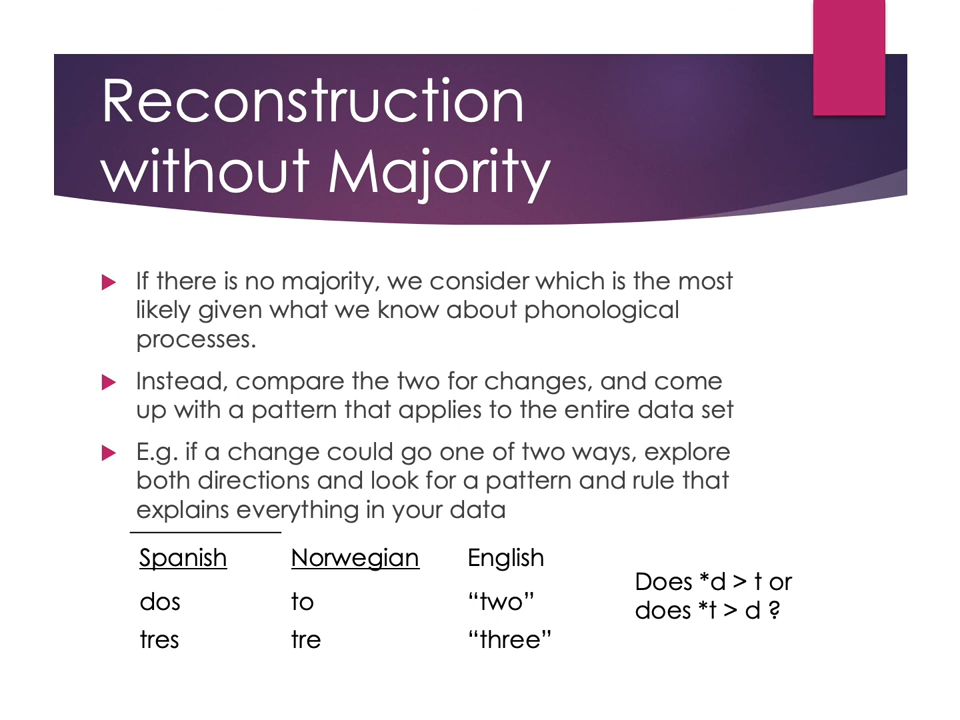 Reconstruction
without Majority
If there is no majority, we consider which is the most
likely given what we know about phonological
processes.
Instead, compare the two for changes, and come
up with a pattern that applies to the entire data set
E.g. if a change could go one of two ways, explore
both directions and look for a pattern and rule that
explains everything in your data
Spanish Norwegian English
dos to “two”
tres tre “three”
Does *d > t or
does *t > d ?